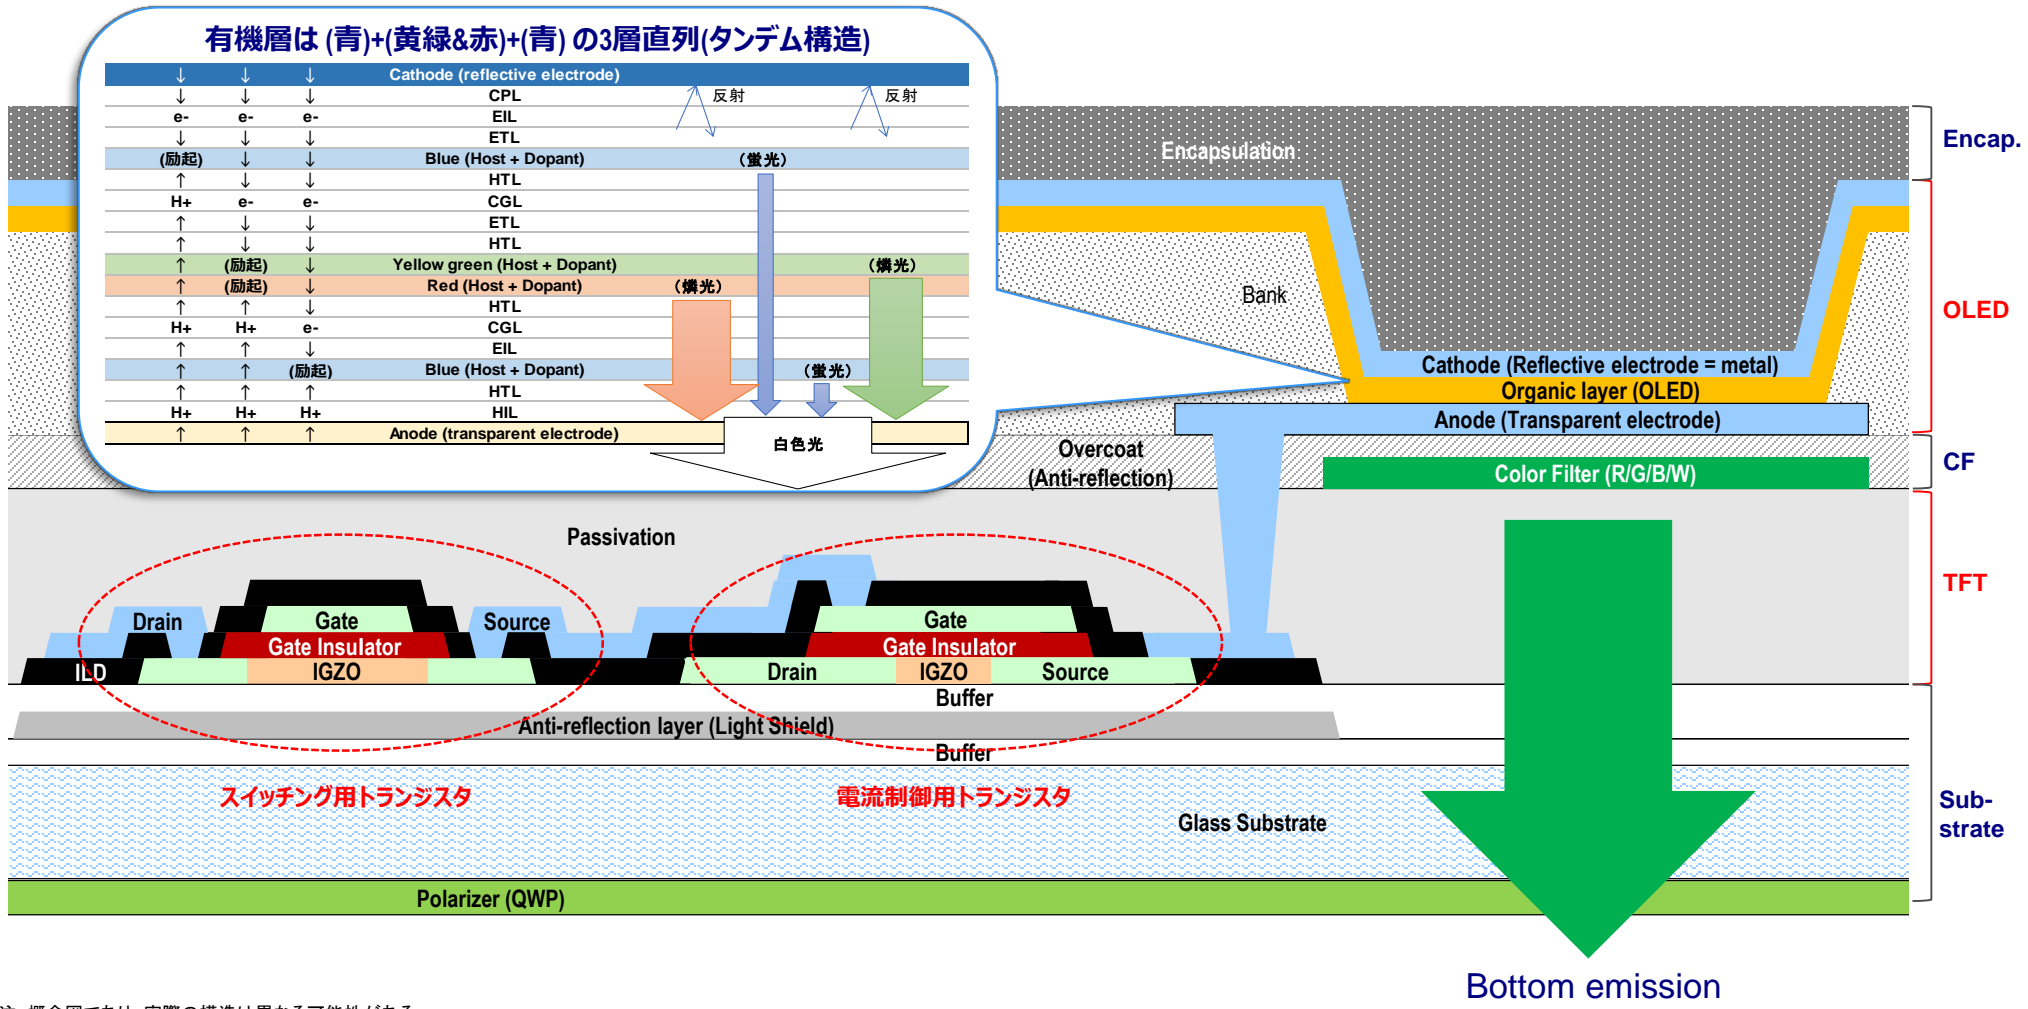 有機層は (青)+(黄緑&赤)+(青) の3層直列(タンデム構造)
↓ ↓ ↓ Cathode (reflective electrode)
↓ ↓ ↓ CPL 反射 反射
e- e- e- EIL
↓ ↓ ↓ ETL
(励起) ↓ ↓ Blue (Host + Dopant) (蛍光)
↑ ↓ ↓ HTL
H+ e- e- CGL
↑ ↓ ↓ ETL
↑ ↓ ↓ HTL
↑ (励起) ↓ Yellow green (Host + Dopant) (燐光)
↑ (励起) ↓ Red (Host + Dopant) (燐光)
↑ ↑ ↓ HTL
H+ H+ e- CGL
↑ ↑ ↓ EIL
↑ ↑ (励起) Blue (Host + Dopant) (蛍光)
↑ ↑ ↑ HTL
H+ H+ H+ HIL
↑ ↑ ↑ Anode (transparent electrode)
白色光
Encapsulation
Encap.
Bank
OLED
Cathode (Reflective electrode = metal)
Organic layer (OLED)
Anode (Transparent electrode)
Overcoat
(Anti-reflection)
Color Filter (R/G/B/W)
CF
Passivation
TFT
Drain Gate Source
Gate Insulator
ILD IGZO
Gate
Gate Insulator
Drain IGZO Source
Buffer
Anti-reflection layer (Light Shield)
Buffer
スイッチング用トランジスタ
電流制御用トランジスタ
Glass Substrate
Sub-
strate
Polarizer (QWP)
Bottom emission